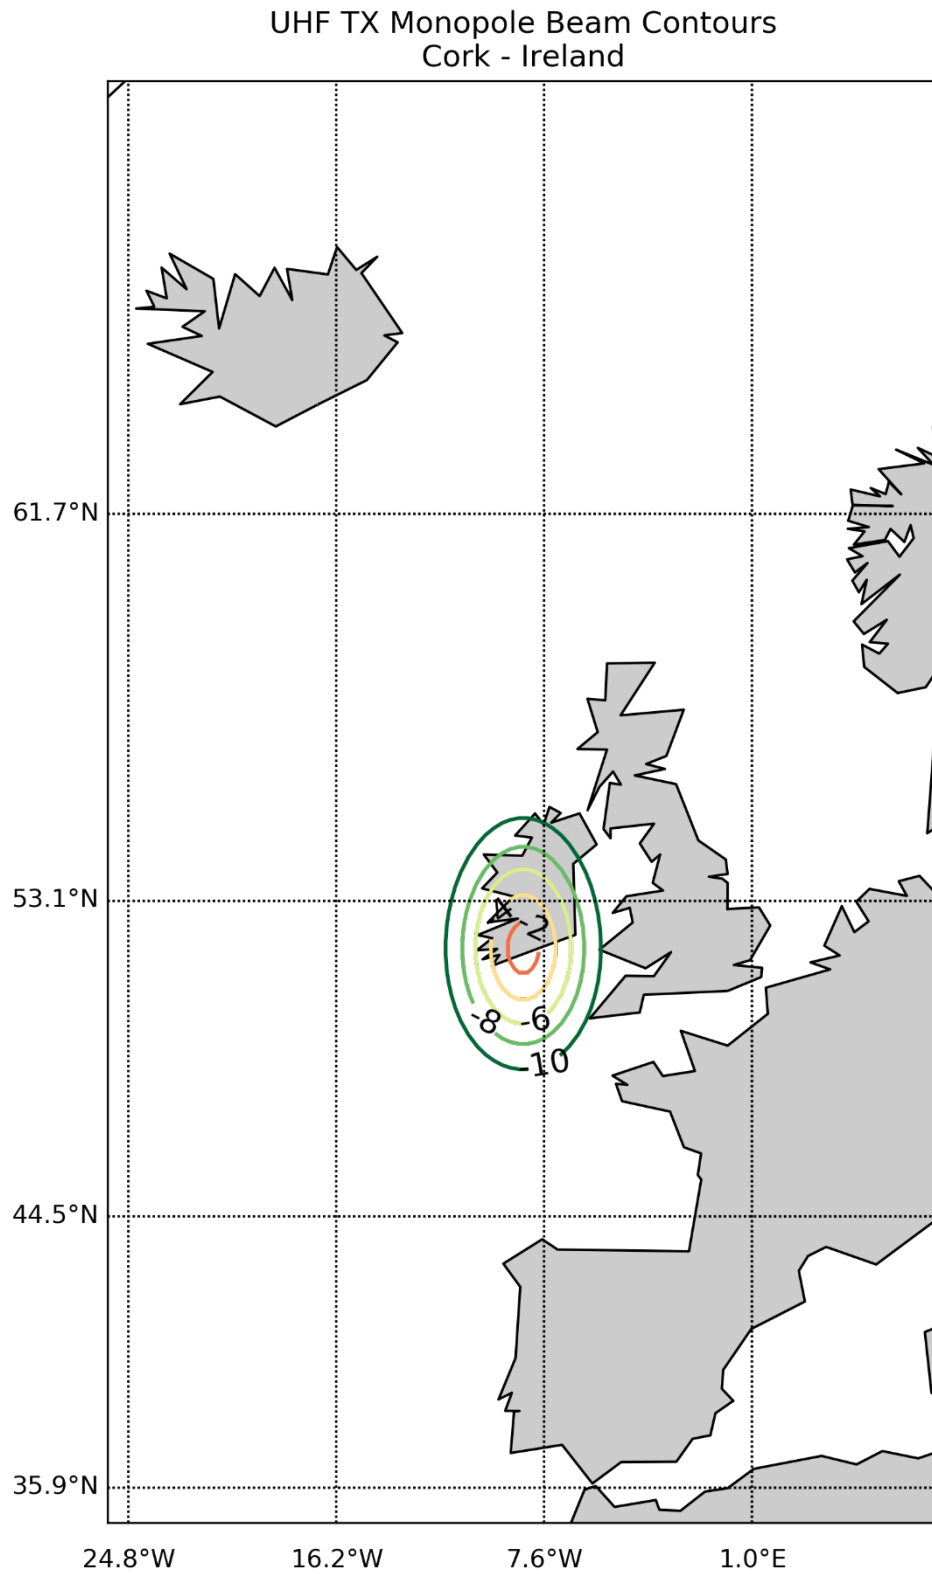 UHF TX Monopole Beam Contours
Cork - Ireland
61.7°N
53.1°N
44.5°N
35.9°N
-8
-6
-10
24.8°W
16.2°W
7.6°W
1.0°E